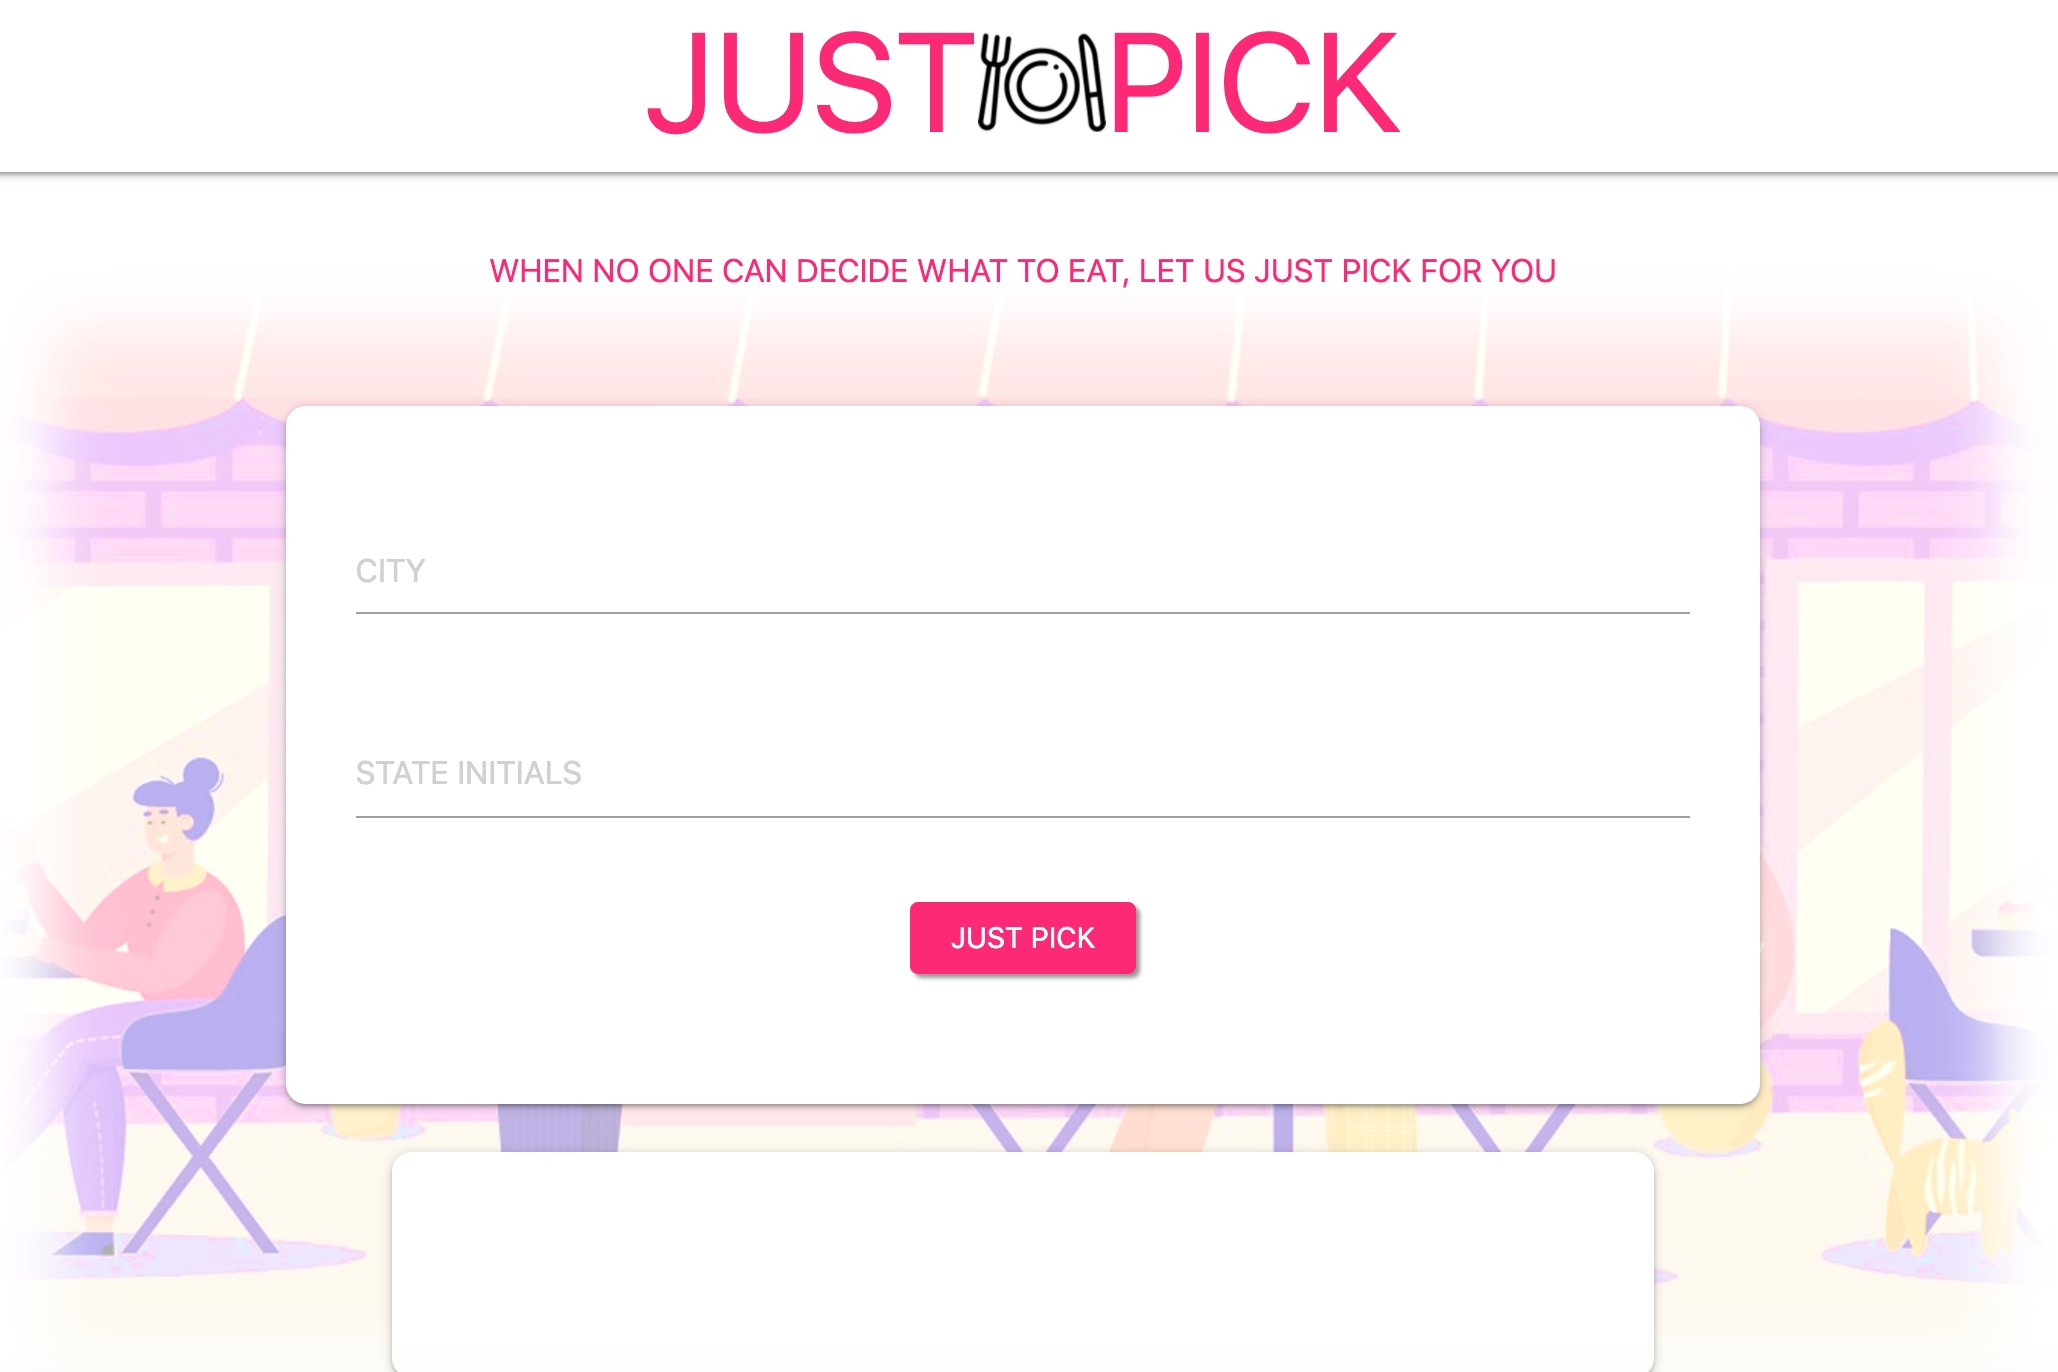 JUST PICK
WHEN NO ONE CAN DECIDE WHAT TO EAT, LET US JUST PICK FOR YOU
CITY
STATE INITIALS
JUST PICK